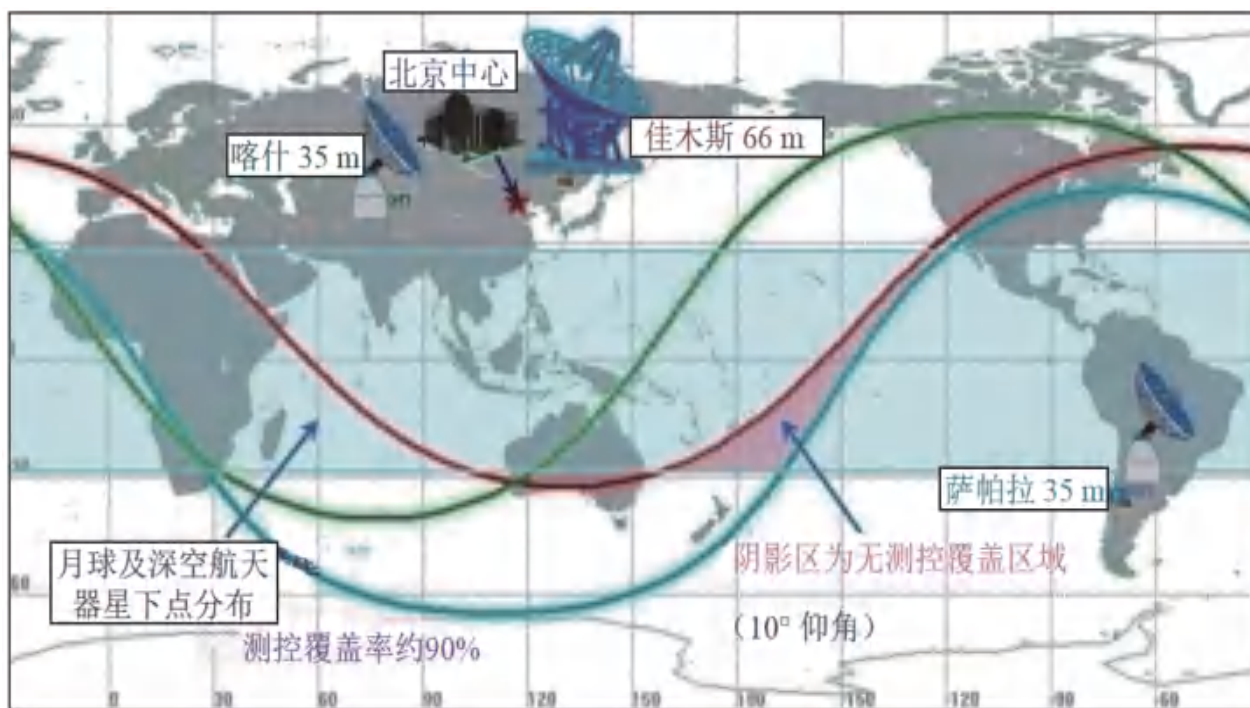 北京中心
佳木斯 66 m
喀什 35 m
萨帕拉 35 m
月球及深空航天
器星下点分布
阴影区为无测控覆盖区域
(10° 仰角)
测控覆盖率约90%
60
0
30
60
90
120
150
180
150
120
90
60